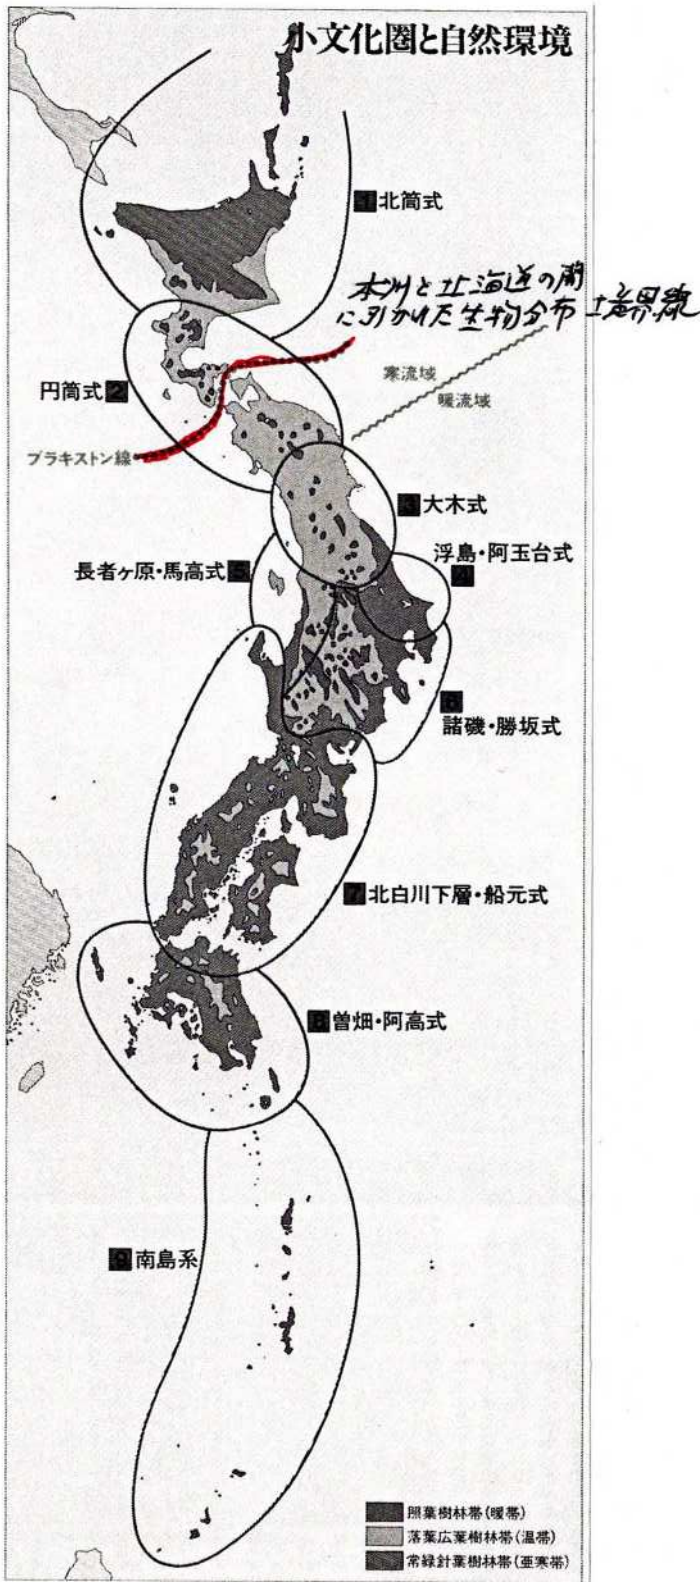 小文化圏と自然環境
1 北筒式
本州と北海道の間
に引かれた生物分布境界線
寒流域
暖流域
円筒式 2
ブラキストン線
3 大木式
浮島・阿玉台式
4
長者ヶ原・馬高式 5
6
諸磯・勝坂式
7 北白川下層・船元式
8 曽畑・阿高式
9 南島系
照葉樹林帯(暖帯)
落葉広葉樹林帯(温帯)
常緑針葉樹林帯(亜寒帯)